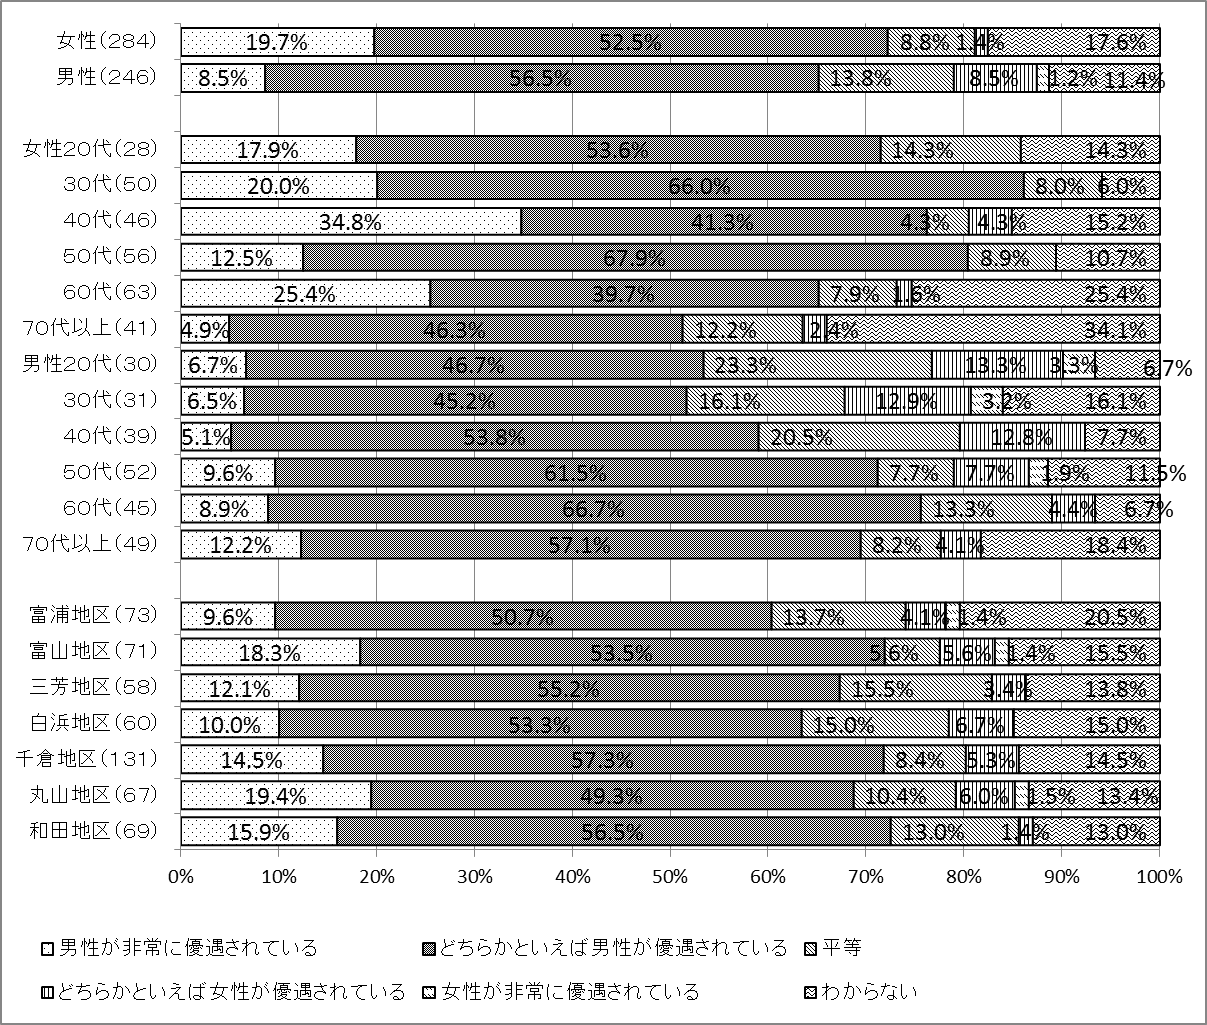 女性(284) 19.7% 52.5% 8.8% 1.4% 17.6%
男性(246) 8.5% 56.5% 13.8% 8.5% 1.2% 11.4%
女性20代(28) 17.9% 53.6% 14.3% 14.3%
30代(50) 20.0% 66.0% 8.0% 6.0%
40代(46) 34.8% 41.3% 4.3% 4.3% 15.2%
50代(56) 12.5% 67.9% 8.9% 10.7%
60代(63) 25.4% 39.7% 7.9% 1.6% 25.4%
70代以上(41) 4.9% 46.3% 12.2% 2.4% 34.1%
男性20代(30) 6.7% 46.7% 23.3% 13.3% 3.3% 6.7%
30代(31) 6.5% 45.2% 16.1% 12.9% 3.2% 16.1%
40代(39) 5.1% 53.8% 20.5% 12.8% 7.7%
50代(52) 9.6% 61.5% 7.7% 7.7% 1.9% 11.5%
60代(45) 8.9% 66.7% 13.3% 4.4% 6.7%
70代以上(49) 12.2% 57.1% 8.2% 4.1% 18.4%
富浦地区(73) 9.6% 50.7% 13.7% 4.1% 1.4% 20.5%
富山地区(71) 18.3% 53.5% 5.6% 5.6% 1.4% 15.5%
三芳地区(58) 12.1% 55.2% 15.5% 3.4% 13.8%
白浜地区(60) 10.0% 53.3% 15.0% 6.7% 15.0%
千倉地区(131) 14.5% 57.3% 8.4% 5.3% 14.5%
丸山地区(67) 19.4% 49.3% 10.4% 6.0% 1.5% 13.4%
和田地区(69) 15.9% 56.5% 13.0% 1.4% 13.0%
0% 10% 20% 30% 40% 50% 60% 70% 80% 90% 100%
男性が非常に優遇されている どちらかといえば男性が優遇されている 平等
どちらかといえば女性が優遇されている 女性が非常に優遇されている わからない